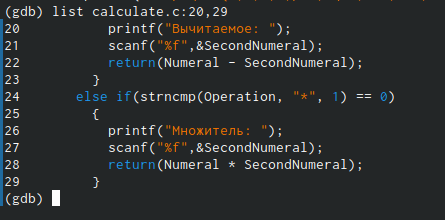 (gdb) list calculate.c:20,29
20 printf("Вычитаемое: ");
21 scanf("%f",&SecondNumeral);
22 return(Numeral - SecondNumeral);
23 }
24 else if(strncmp(Operation, "*", 1) == 0)
25 {
26 printf("Множитель: ");
27 scanf("%f",&SecondNumeral);
28 return(Numeral * SecondNumeral);
29 }
(gdb)